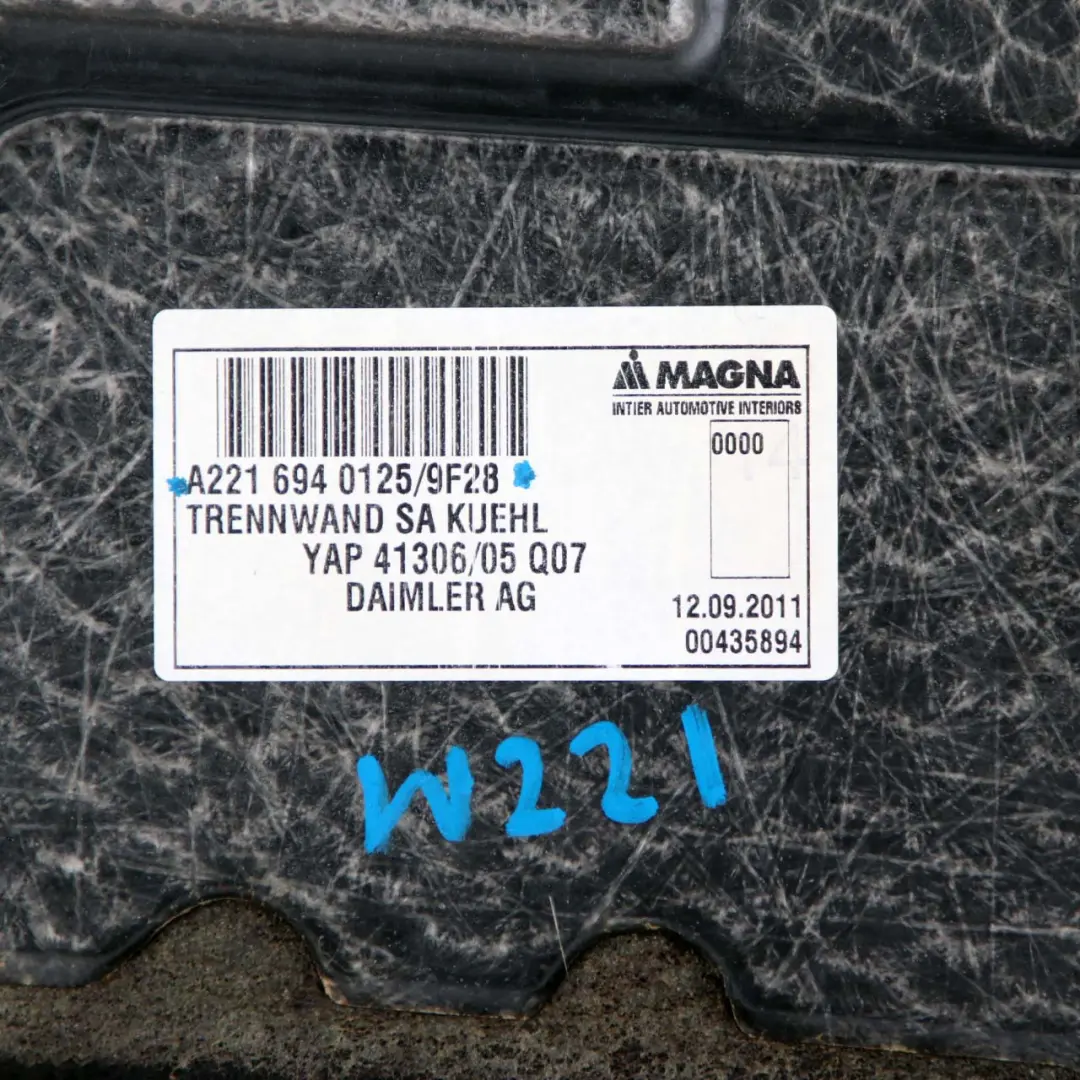 MAGNA
INTIER AUTOMOTIVE INTERIORS
0000
A221 694 0125/9F28
TRENNWAND SA KUEHL
YAP 41306/05 Q07
DAIMLER AG
12.09.2011
00435894
W221